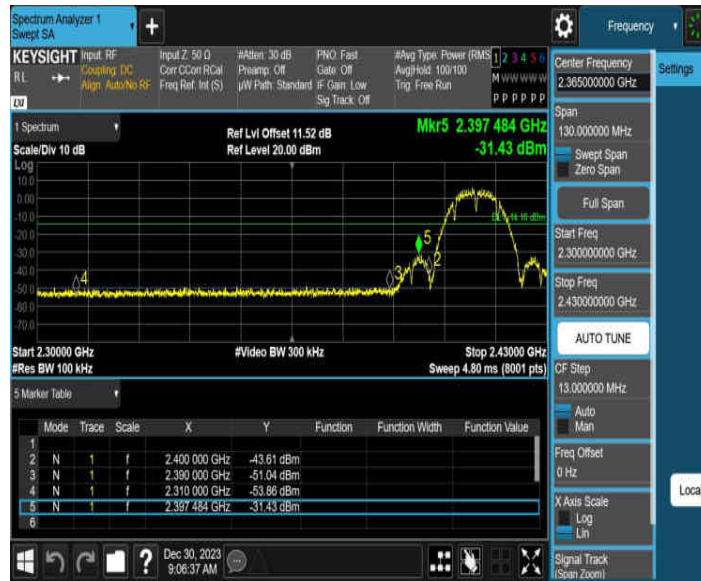 Spectrum Analyzer 1
Swept SA
Frequency
KEYSIGHT
Input: RF
Coupling: DC
Align: Auto/No RF
Input Z: 50 Ω
Corr CCorr RCal
Freq Ref: Int (S)
#Atten: 30 dB
Preamp: Off
µW Path: Standard
PNO: Fast
Gate: Off
IF Gain: Low
Sig Track: Off
#Avg Type: Power (RMS
Avg|Hold: 100/100
Trig: Free Run
1 2 3 4 5 6
M W W W W W
P P P P P P
RL
LXI
Settings
1 Spectrum
Scale/Div 10 dB
Ref Lvl Offset 11.52 dB
Ref Level 20.00 dBm
Mkr5 2.397 484 GHz
-31.43 dBm
Log
10.0
0.00
-10.0
-20.0
-30.0
-40.0
-50.0
-60.0
-70.0
4
3
5
2
Start 2.30000 GHz
#Res BW 100 kHz
#Video BW 300 kHz
Stop 2.43000 GHz
Sweep 4.80 ms (8001 pts)
5 Marker Table
Mode Trace Scale X Y Function Function Width Function Value
1
2 N 1 f 2.400 000 GHz -43.61 dBm
3 N 1 f 2.390 000 GHz -51.04 dBm
4 N 1 f 2.310 000 GHz -53.86 dBm
5 N 1 f 2.397 484 GHz -31.43 dBm
6
Dec 30, 2023
9:06:37 AM
Center Frequency
2.365000000 GHz
Span
130.000000 MHz
Swept Span
Zero Span
Full Span
Start Freq
2.300000000 GHz
Stop Freq
2.430000000 GHz
AUTO TUNE
CF Step
13.000000 MHz
Auto
Man
Freq Offset
0 Hz
X Axis Scale
Log
Lin
Signal Track
(Span Zoom)
Local